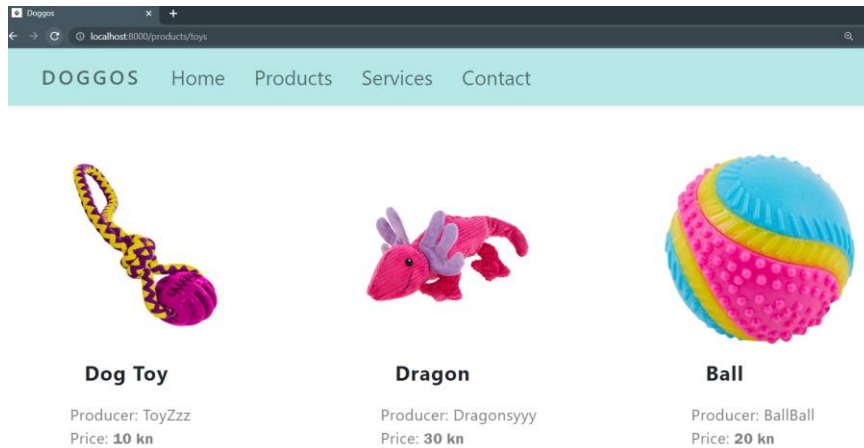 Doggos
localhost:8000/products/toys
DOGGOS Home Products Services Contact
Dog Toy Dragon Ball
Producer: ToyZzz Producer: Dragonsyyy Producer: BallBall
Price: 10 kn Price: 30 kn Price: 20 kn